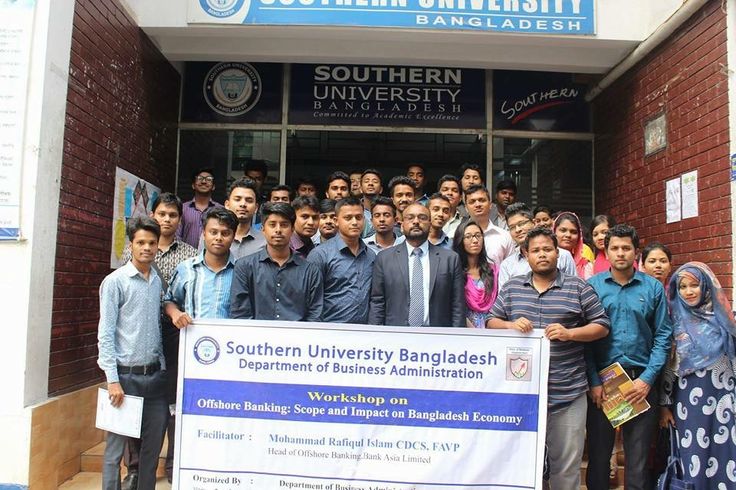 SOUTHERN UNIVERSITY
BANGLADESH
SOUTHERN
UNIVERSITY
BANGLADESH
Committed to Academic Excellence
Southern
Southern University Bangladesh
Department of Business Administration
Workshop on
Offshore Banking: Scope and Impact on Bangladesh Economy
Facilitator : Mohammad Rafiqul Islam CDCS, FAVP
Head of Offshore Banking, Bank Asia Limited
Organized By : Department of Business